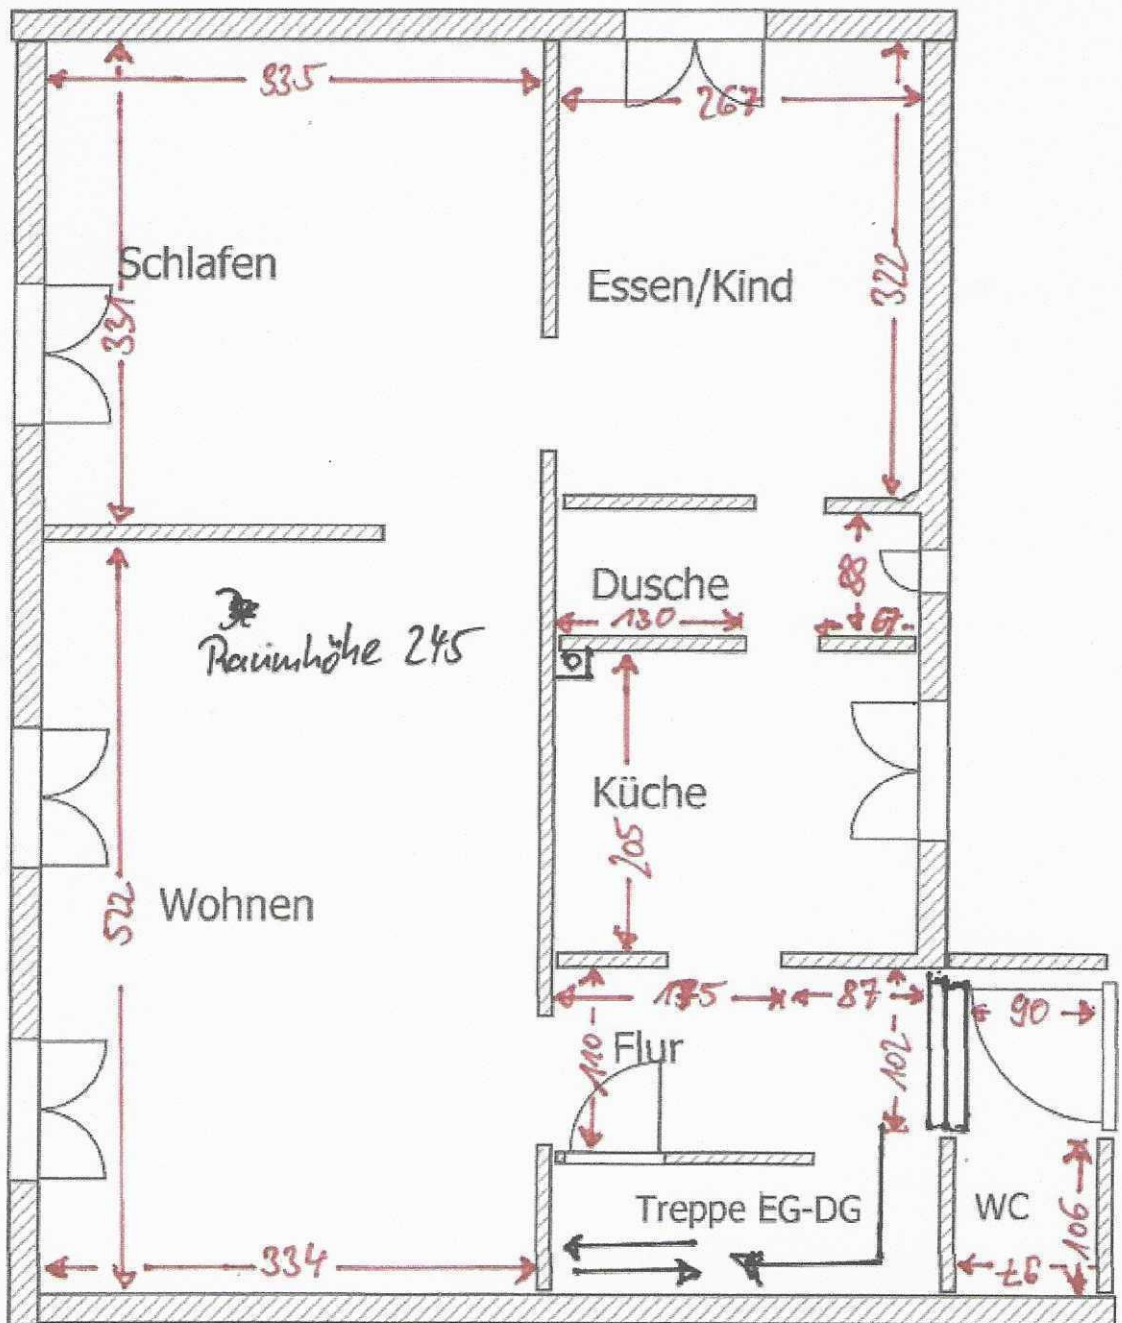 335
267
Schlafen
Essen/Kind
322
331
Dusche
88
130
67
Raumhöhe 245
Küche
205
Wohnen
522
175
87
90
Flur
110
102
Treppe EG-DG
WC
106
97
334